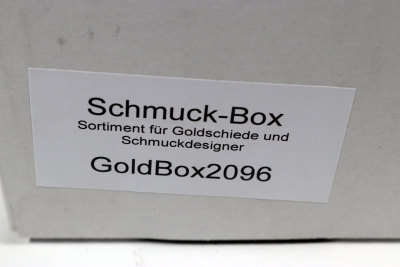 Schmuck-Box
Sortiment für Goldschiede und
Schmuckdesigner
GoldBox2096